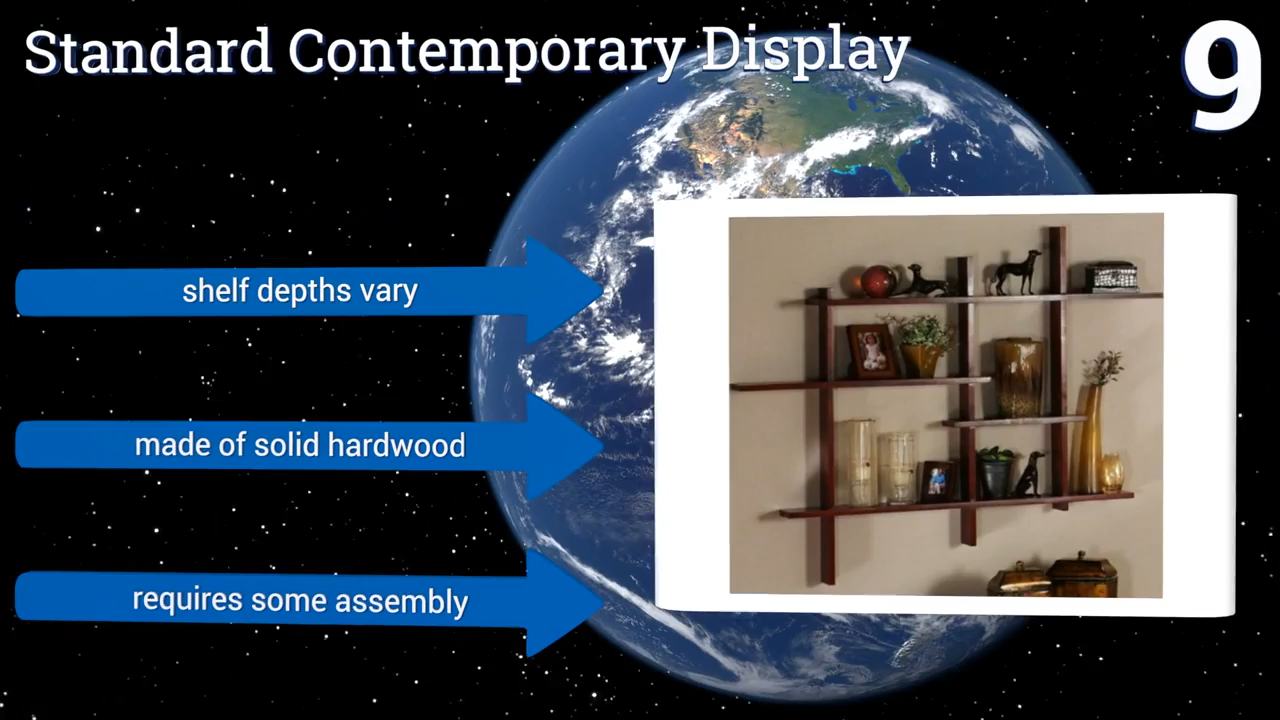 Standard Contemporary Display
9
shelf depths vary
made of solid hardwood
requires some assembly